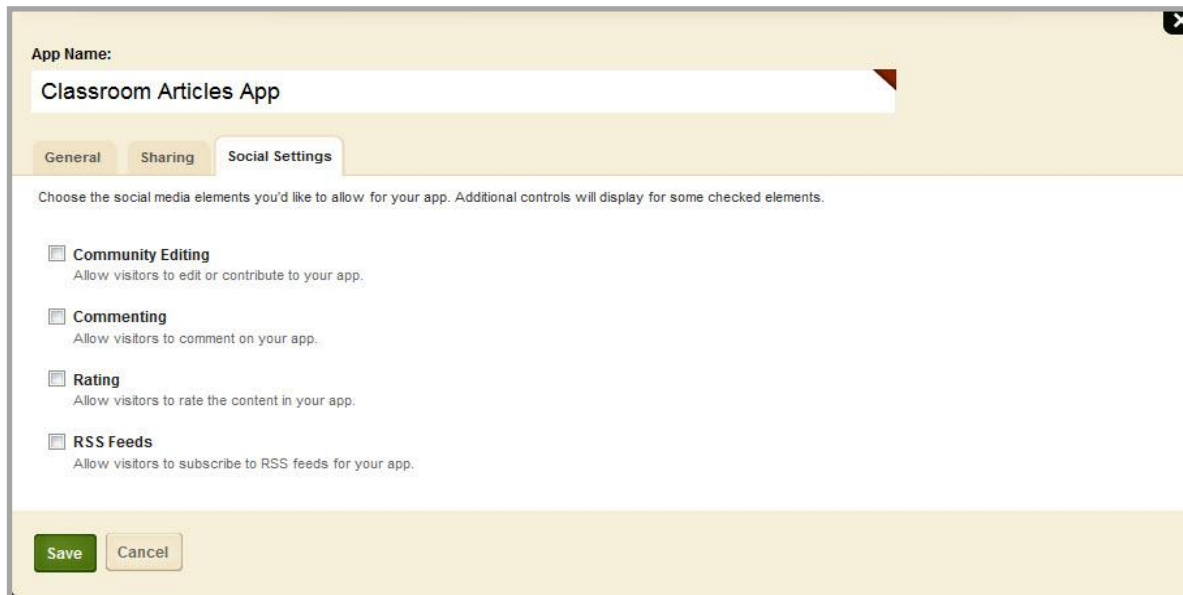 App Name:
Classroom Articles App
General Sharing Social Settings
Choose the social media elements you'd like to allow for your app. Additional controls will display for some checked elements.
Community Editing
Allow visitors to edit or contribute to your app.
Commenting
Allow visitors to comment on your app.
Rating
Allow visitors to rate the content in your app.
RSS Feeds
Allow visitors to subscribe to RSS feeds for your app.
Save Cancel